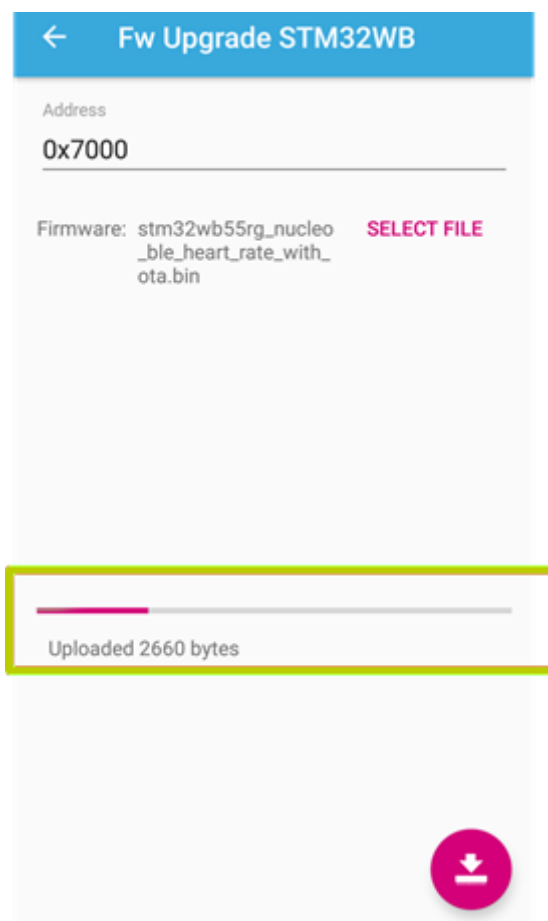 Fw Upgrade STM32WB
Address
0x7000
Firmware: stm32wb55rg_nucleo SELECT FILE
_ble_heart_rate_with_
ota.bin
Uploaded 2660 bytes